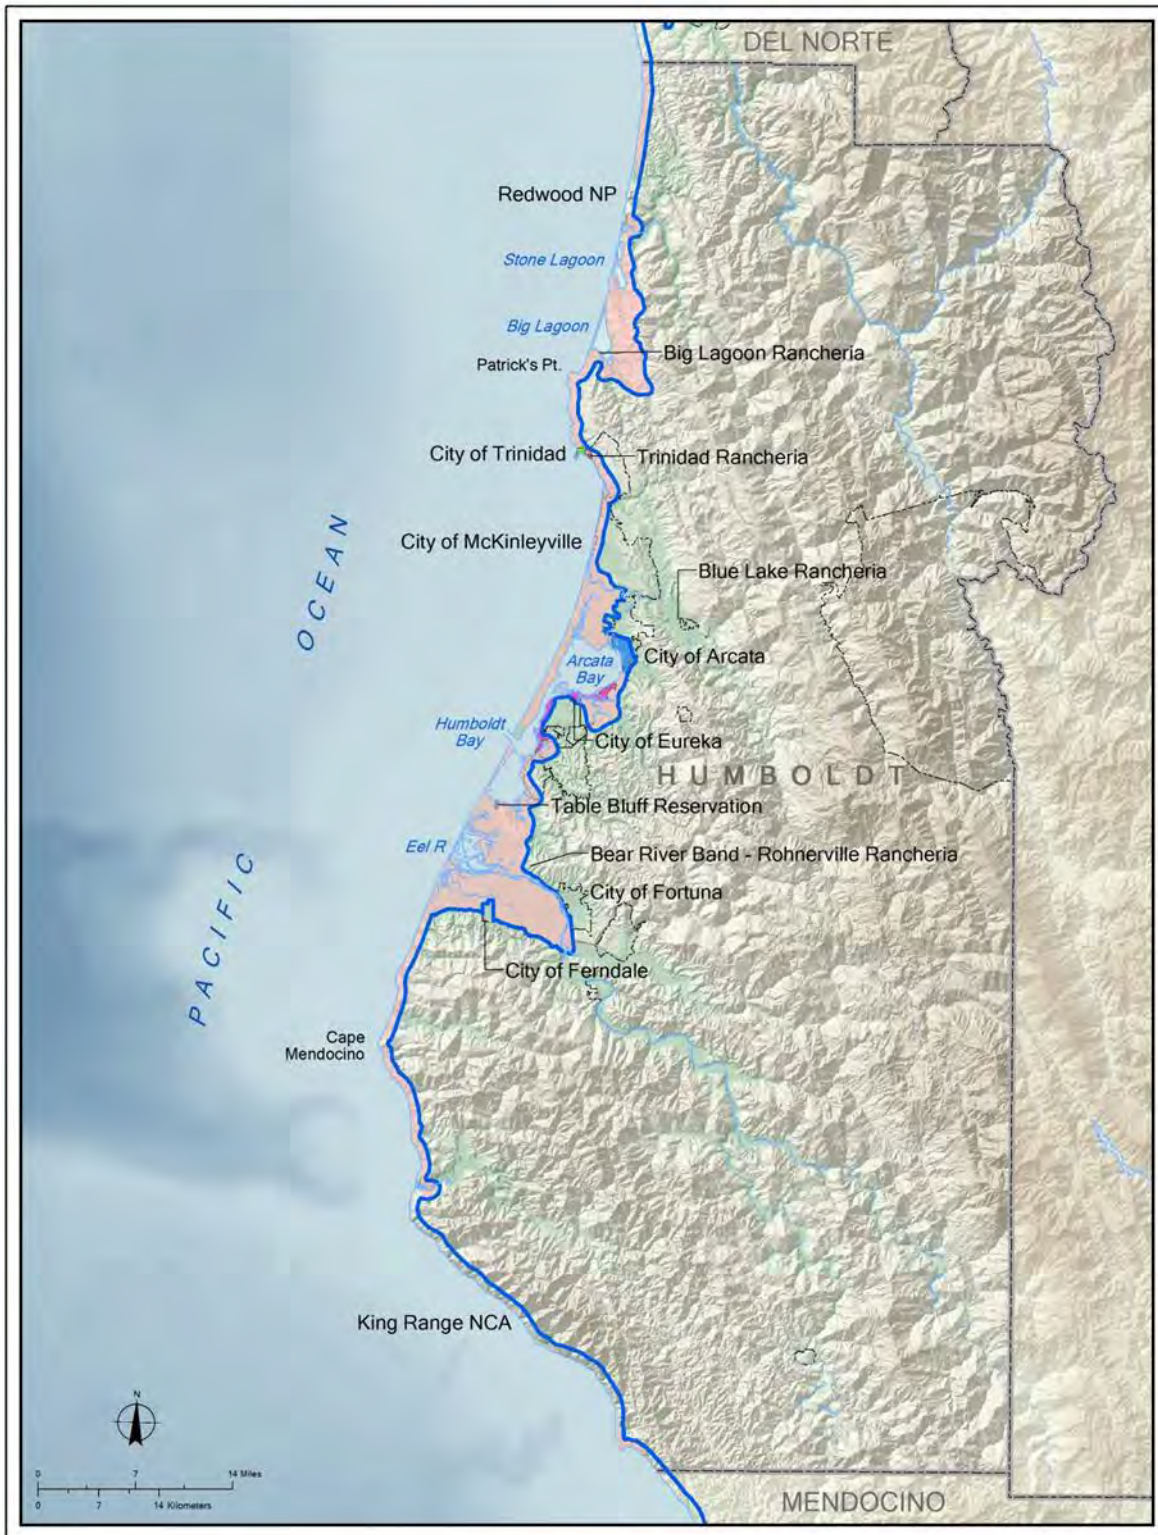 DEL NORTE
Redwood NP
Stone Lagoon
Big Lagoon
Big Lagoon Rancheria
Patrick's Pt.
City of Trinidad
Trinidad Rancheria
City of McKinleyville
Blue Lake Rancheria
OCEAN
City of Arcata
Arcata
Bay
Humboldt
Bay
City of Eureka
HUMBOLDT
Table Bluff Reservation
Eel R
Bear River Band - Rohnerville Rancheria
City of Fortuna
PACIFIC
City of Ferndale
Cape
Mendocino
King Range NCA
N
0 7 14 Miles
0 7 14 Kilometers
MENDOCINO